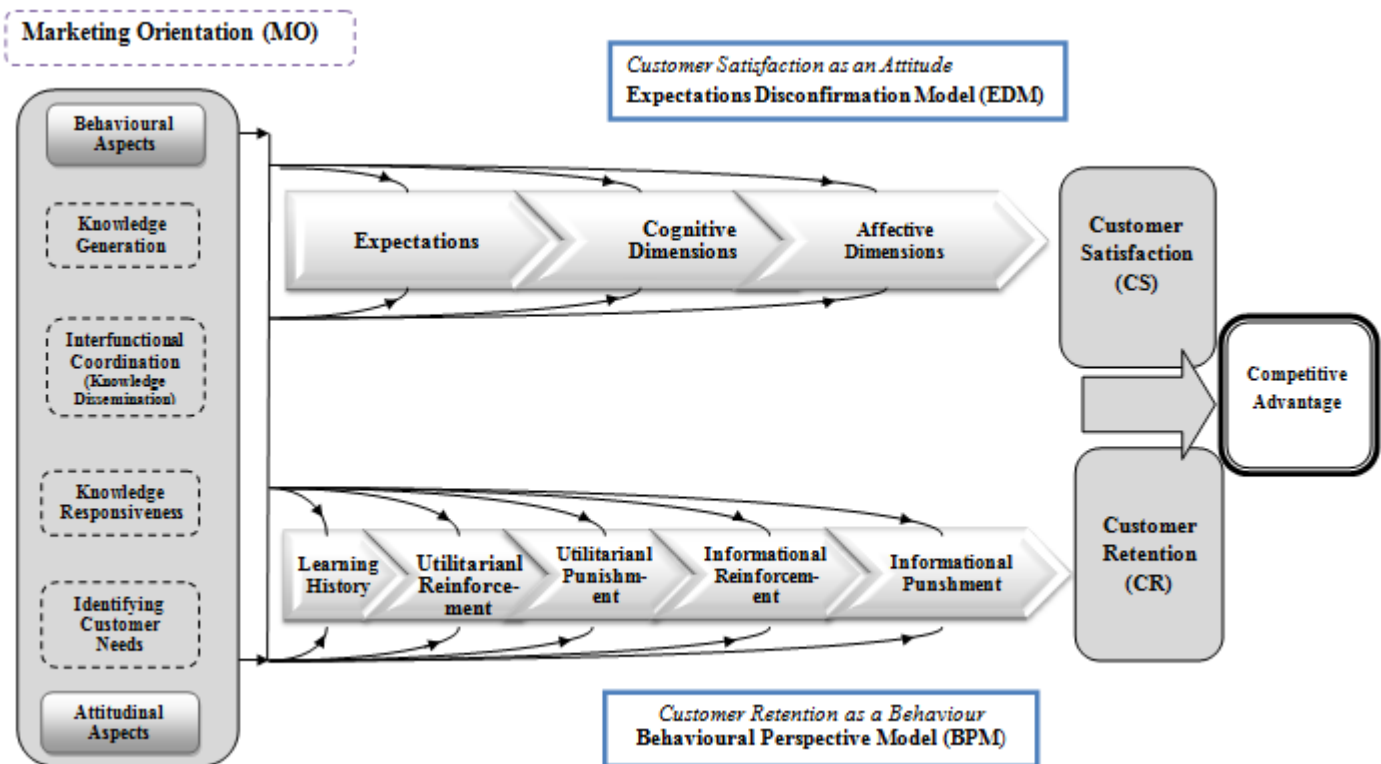 Marketing Orientation (MO)
Customer Satisfaction as an Attitude
Expectations Disconfirmation Model (EDM)
Behavioural
Aspects
Knowledge
Generation
Interfunctional
Coordination
(Knowledge
Dissemination)
Knowledge
Responsiveness
Identifying
Customer
Needs
Attitudinal
Aspects
Expectations
Cognitive
Dimensions
Affective
Dimensions
Customer
Satisfaction
(CS)
Competitive
Advantage
Learning
History
Utilitarianl
Reinforce-
ment
Utilitarianl
Punishm-
ent
Informational
Reinforcem-
ent
Informational
Punshment
Customer
Retention
(CR)
Customer Retention as a Behaviour
Behavioural Perspective Model (BPM)